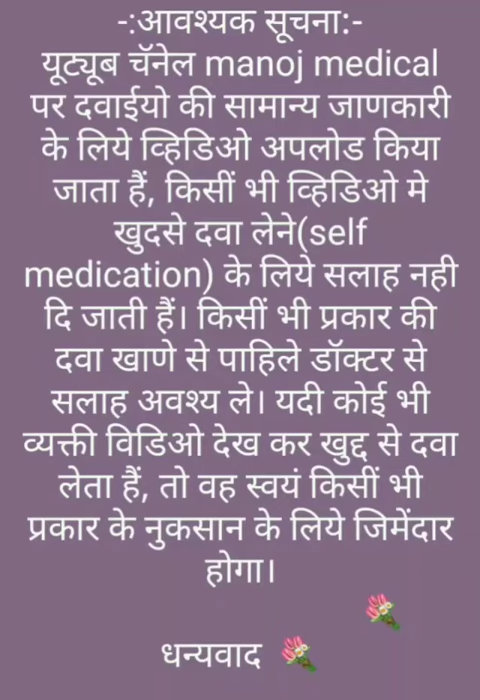 -:आवश्यक सूचना:-
यूट्यूब चॅनेल manoj medical
पर दवाईयो की सामान्य जाणकारी
के लिये व्हिडिओ अपलोड किया
जाता हैं, किसीं भी व्हिडिओ मे
खुदसे दवा लेने(self
medication) के लिये सलाह नही
दि जाती हैं। किसीं भी प्रकार की
दवा खाणे से पाहिले डॉक्टर से
सलाह अवश्य ले। यदी कोई भी
व्यक्ती विडिओ देख कर खुद्द से दवा
लेता हैं, तो वह स्वयं किसीं भी
प्रकार के नुकसान के लिये जिमेंदार
होगा।
💐
धन्यवाद 💐